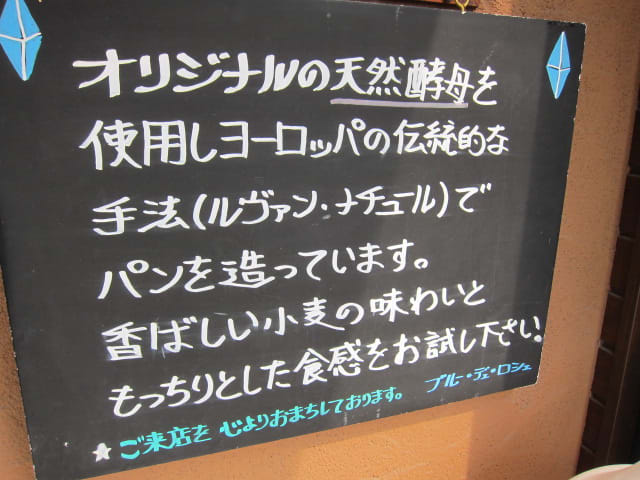 オリジナルの天然酵母を
使用しヨーロッパの伝統的な
手法(ルヴァン・ナチュール)で
パンを造っています。
香ばしい小麦の味わいと
もっちりとした食感をお試し下さい!
ブルー・デ・ロシェ
☆ご来店を心よりおまちしております。